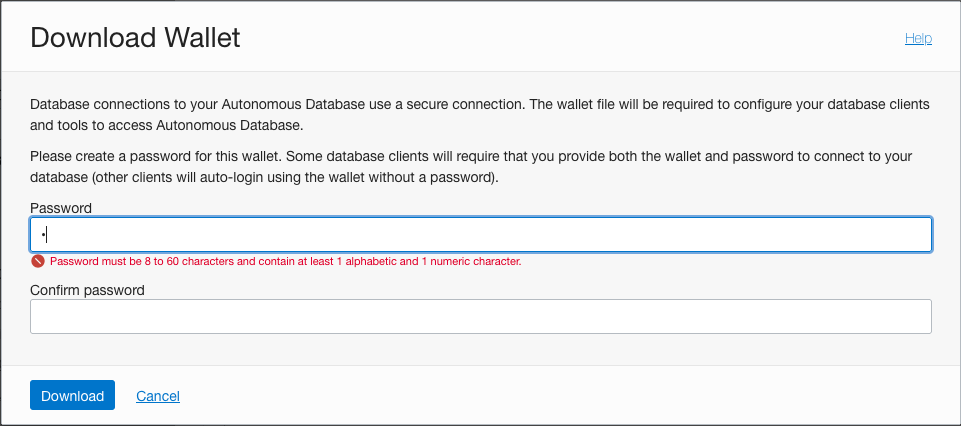 Download Wallet
Help
Database connections to your Autonomous Database use a secure connection. The wallet file will be required to configure your database clients
and tools to access Autonomous Database.
Please create a password for this wallet. Some database clients will require that you provide both the wallet and password to connect to your
database (other clients will auto-login using the wallet without a password).
Password
•
Password must be 8 to 60 characters and contain at least 1 alphabetic and 1 numeric character.
Confirm password
Download
Cancel